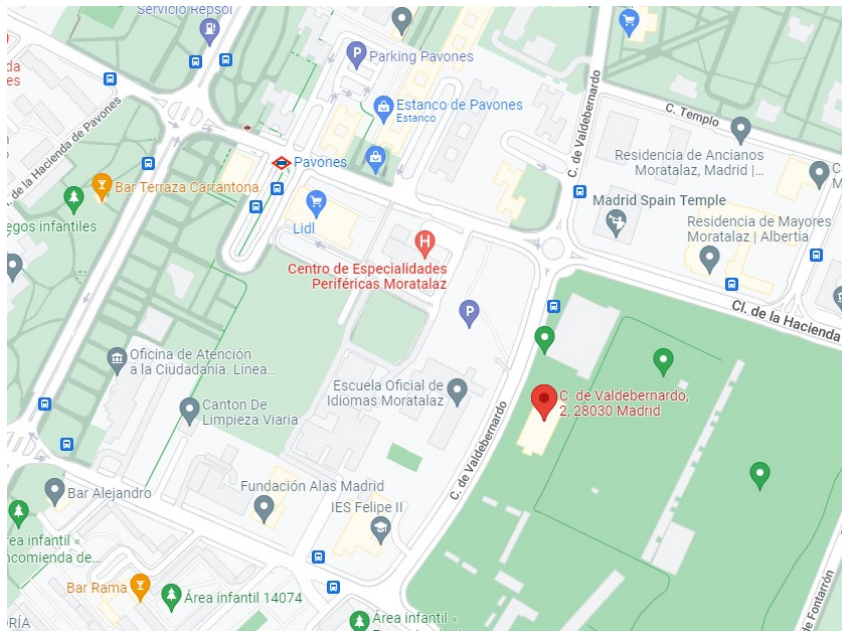 Servicio Repsol
Parking Pavones
Estanco de Pavones
Estanco
C. Templo
C. de Valdebernardo
de la Hacienda de Pavones
Pavones
Residencia de Ancianos
Moratalaz, Madrid |...
Bar Terraza Carrantona
Madrid Spain Temple
Lidl
Residencia de Mayores
Moratalaz | Albertia
egos infantiles
H
Centro de Especialidades
Periféricas Moratalaz
P
P
Cl. de la Hacienda
Oficina de Atención
a la Ciudadanía. Línea...
Escuela Oficial de
Idiomas Moratalaz
C. de Valdebernardo,
2, 28030 Madrid
Canton De
Limpieza Viaria
C. de Valdebernardo
Fundación Alas Madrid
Bar Alejandro
IES Felipe II
rea infantil «
ncomienda de...
Bar Rama
Área infantil 14074
de Fontarrón
Área infantil «
ORÍA